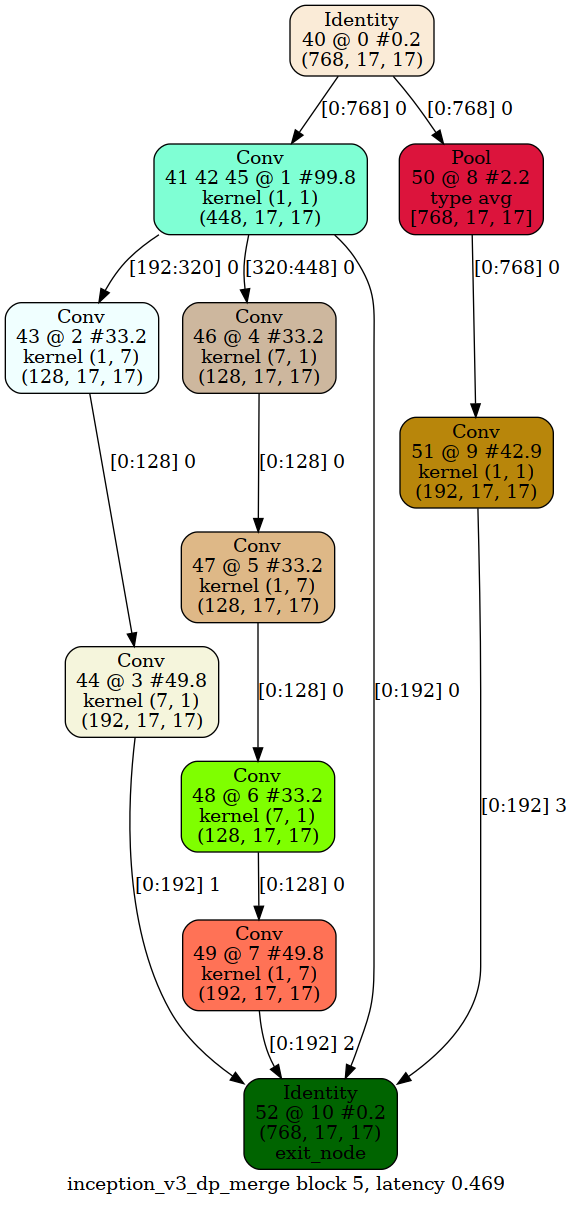 Identity
40 @ 0 #0.2
(768, 17, 17)
[0:768] 0
[0:768] 0
Conv
41 42 45 @ 1 #99.8
kernel (1, 1)
(448, 17, 17)
Pool
50 @ 8 #2.2
type avg
[768, 17, 17]
[192:320] 0
[320:448] 0
[0:768] 0
Conv
43 @ 2 #33.2
kernel (1, 7)
(128, 17, 17)
Conv
46 @ 4 #33.2
kernel (7, 1)
(128, 17, 17)
[0:128] 0
[0:128] 0
Conv
51 @ 9 #42.9
kernel (1, 1)
(192, 17, 17)
Conv
47 @ 5 #33.2
kernel (1, 7)
(128, 17, 17)
Conv
44 @ 3 #49.8
kernel (7, 1)
(192, 17, 17)
[0:128] 0
[0:192] 0
Conv
48 @ 6 #33.2
kernel (7, 1)
(128, 17, 17)
[0:192] 3
[0:192] 1
[0:128] 0
Conv
49 @ 7 #49.8
kernel (1, 7)
(192, 17, 17)
[0:192] 2
Identity
52 @ 10 #0.2
(768, 17, 17)
exit_node
inception_v3_dp_merge block 5, latency 0.469